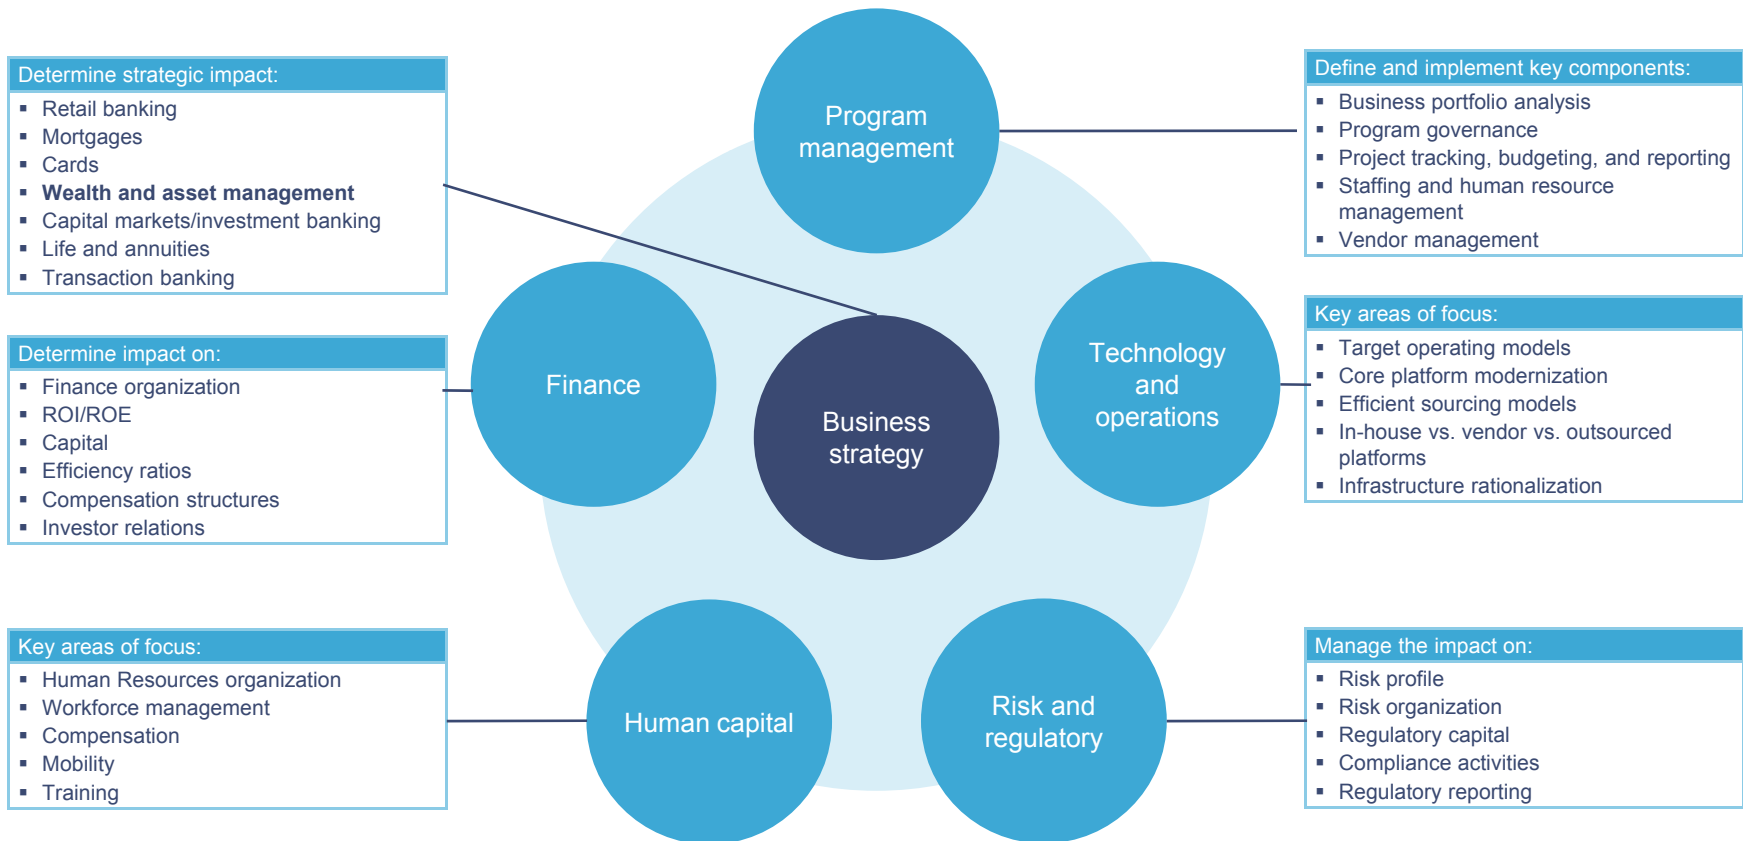 Determine strategic impact:
▪ Retail banking
▪ Mortgages
▪ Cards
▪ Wealth and asset management
▪ Capital markets/investment banking
▪ Life and annuities
▪ Transaction banking
Determine impact on:
▪ Finance organization
▪ ROI/ROE
▪ Capital
▪ Efficiency ratios
▪ Compensation structures
▪ Investor relations
Key areas of focus:
▪ Human Resources organization
▪ Workforce management
▪ Compensation
▪ Mobility
▪ Training
Program
management
Finance
Business
strategy
Technology
and
operations
Human capital
Risk and
regulatory
Define and implement key components:
▪ Business portfolio analysis
▪ Program governance
▪ Project tracking, budgeting, and reporting
▪ Staffing and human resource
management
▪ Vendor management
Key areas of focus:
▪ Target operating models
▪ Core platform modernization
▪ Efficient sourcing models
▪ In-house vs. vendor vs. outsourced
platforms
▪ Infrastructure rationalization
Manage the impact on:
▪ Risk profile
▪ Risk organization
▪ Regulatory capital
▪ Compliance activities
▪ Regulatory reporting